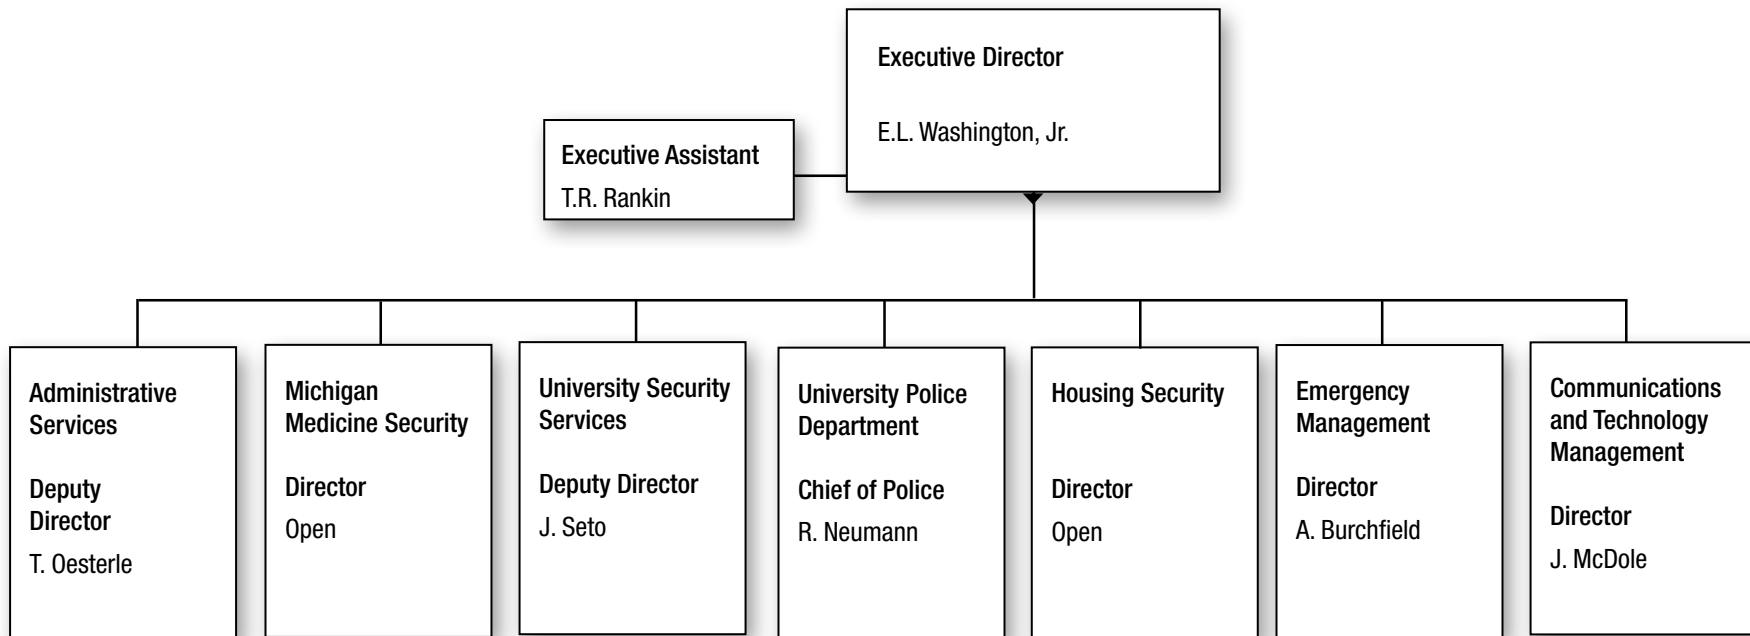 Executive Director
E.L. Washington, Jr.
Executive Assistant
T.R. Rankin
Administrative
Services
Deputy
Director
T. Oesterle
Michigan
Medicine Security
Director
Open
University Security
Services
Deputy Director
J. Seto
University Police
Department
Chief of Police
R. Neumann
Housing Security
Director
Open
Emergency
Management
Director
A. Burchfield
Communications
and Technology
Management
Director
J. McDole